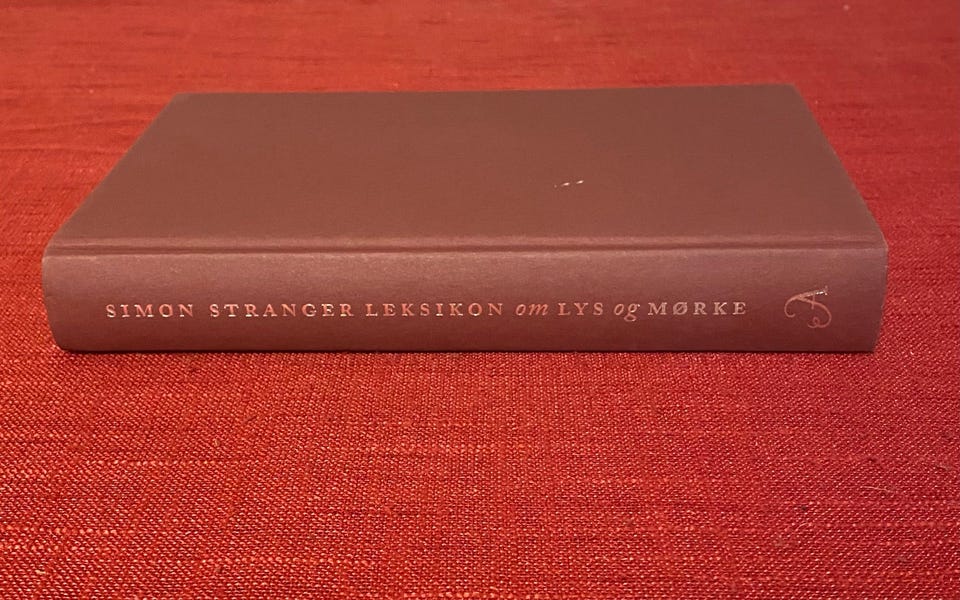 SIMON STRANGER LEKSIKON om LYS og MØRKE A